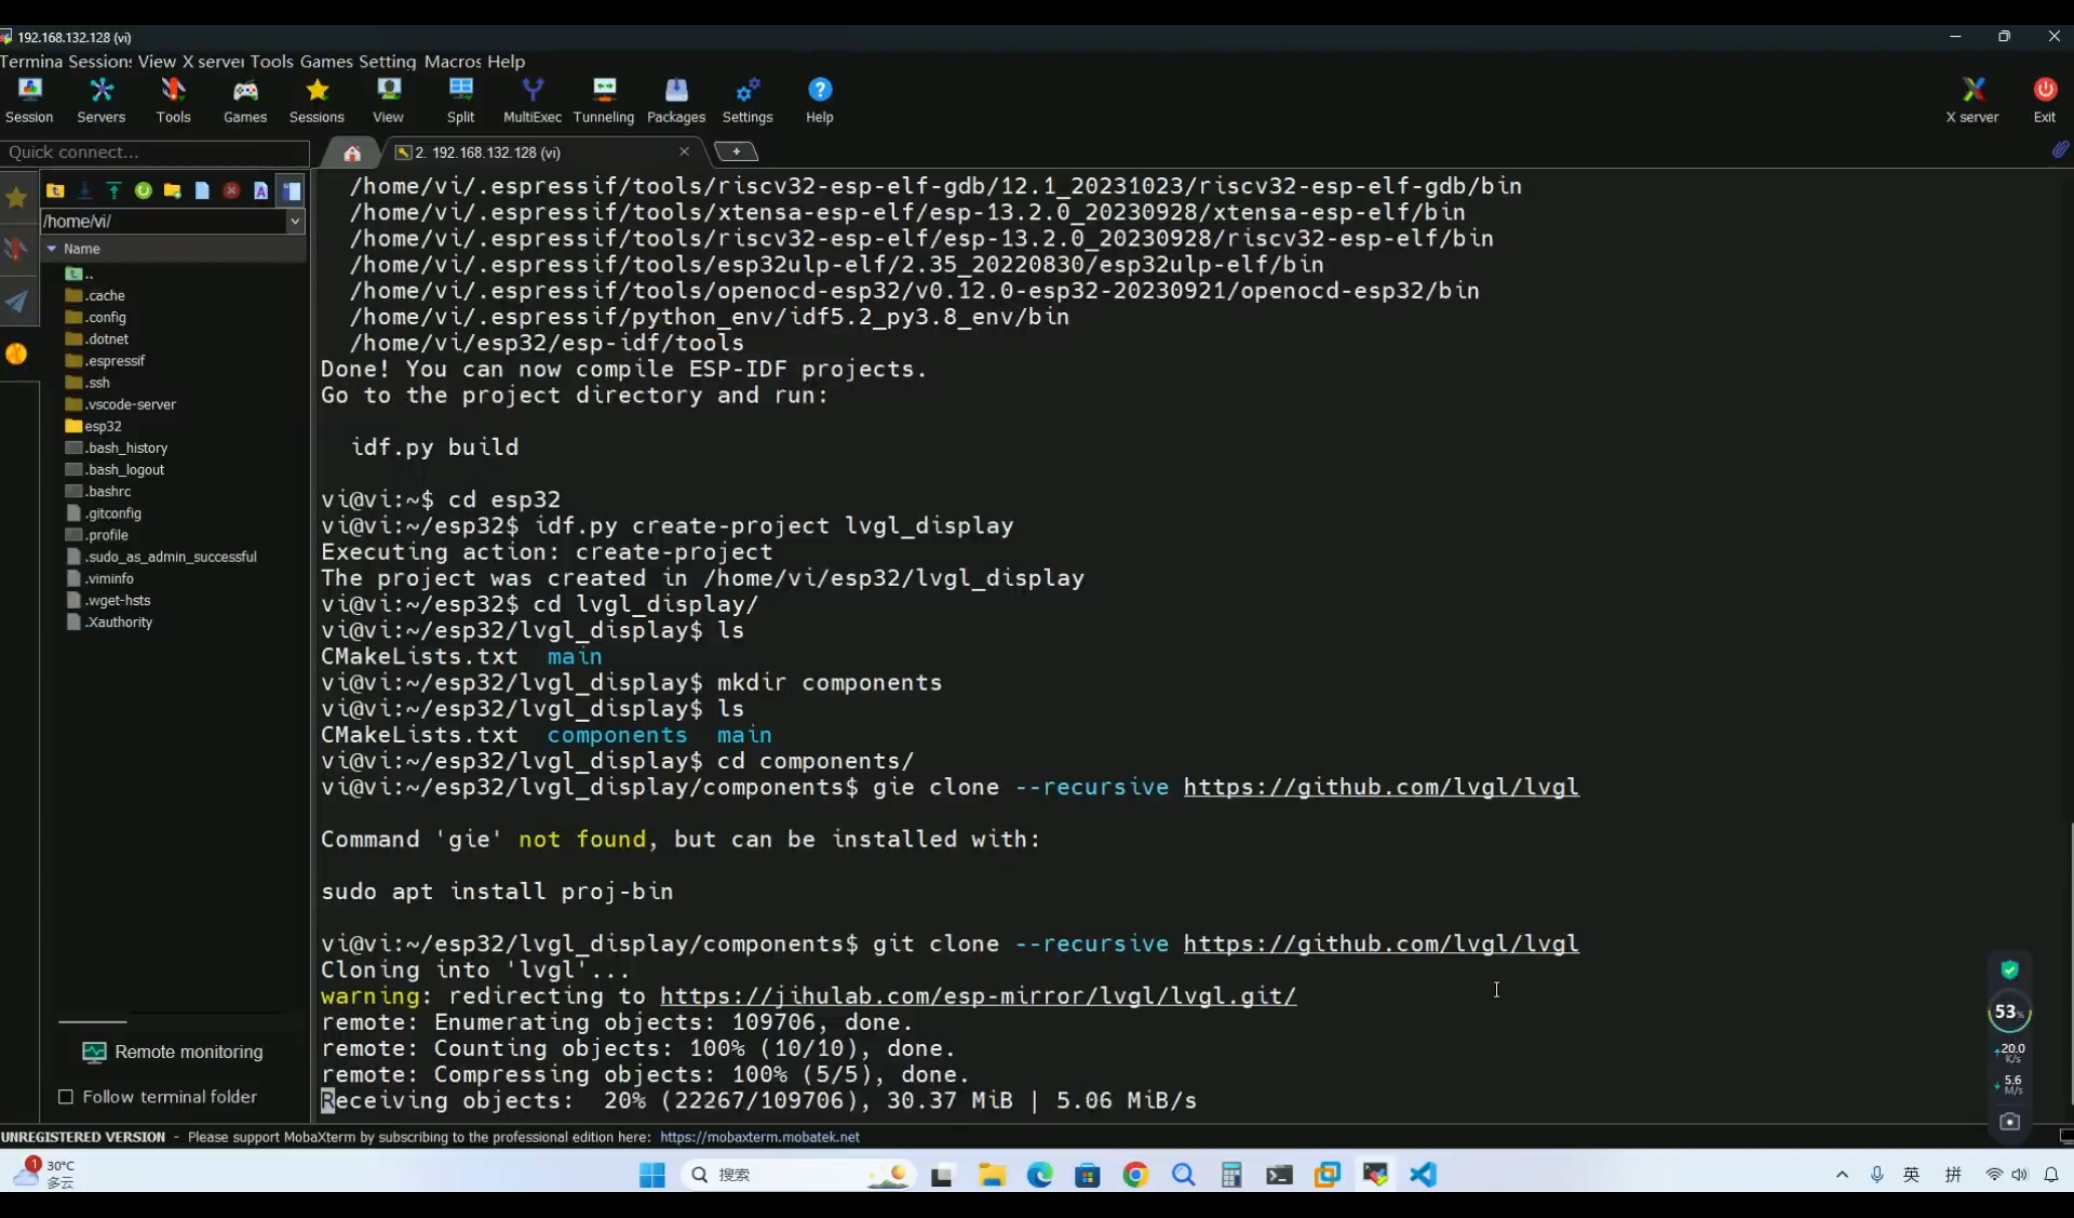 192.168.132.128 (vi)
Termina Session: View X server Tools Games Setting Macros Help
Session Servers Tools Games Sessions View Split MultiExec Tunneling Packages Settings Help X server Exit
Quick connect...
2. 192.168.132.128 (vi)
/home/vi/
Name
..
.cache
.config
.dotnet
.espressif
.ssh
.vscode-server
esp32
.bash_history
.bash_logout
.bashrc
.gitconfig
.profile
.sudo_as_admin_successful
.viminfo
.wget-hsts
.Xauthority
Remote monitoring
Follow terminal folder
/home/vi/.espressif/tools/riscv32-esp-elf-gdb/12.1_20231023/riscv32-esp-elf-gdb/bin
/home/vi/.espressif/tools/xtensa-esp-elf/esp-13.2.0_20230928/xtensa-esp-elf/bin
/home/vi/.espressif/tools/riscv32-esp-elf/esp-13.2.0_20230928/riscv32-esp-elf/bin
/home/vi/.espressif/tools/esp32ulp-elf/2.35_20220830/esp32ulp-elf/bin
/home/vi/.espressif/tools/openocd-esp32/v0.12.0-esp32-20230921/openocd-esp32/bin
/home/vi/.espressif/python_env/idf5.2_py3.8_env/bin
/home/vi/esp32/esp-idf/tools
Done! You can now compile ESP-IDF projects.
Go to the project directory and run:
idf.py build
vi@vi:~$ cd esp32
vi@vi:~/esp32$ idf.py create-project lvgl_display
Executing action: create-project
The project was created in /home/vi/esp32/lvgl_display
vi@vi:~/esp32$ cd lvgl_display/
vi@vi:~/esp32/lvgl_display$ ls
CMakeLists.txt main
vi@vi:~/esp32/lvgl_display$ mkdir components
vi@vi:~/esp32/lvgl_display$ ls
CMakeLists.txt components main
vi@vi:~/esp32/lvgl_display$ cd components/
vi@vi:~/esp32/lvgl_display/components$ gie clone --recursive https://github.com/lvgl/lvgl
Command 'gie' not found, but can be installed with:
sudo apt install proj-bin
vi@vi:~/esp32/lvgl_display/components$ git clone --recursive https://github.com/lvgl/lvgl
Cloning into 'lvgl'...
warning: redirecting to https://jihulab.com/esp-mirror/lvgl/lvgl.git/
remote: Enumerating objects: 109706, done.
remote: Counting objects: 100% (10/10), done.
remote: Compressing objects: 100% (5/5), done.
Receiving objects: 20% (22267/109706), 30.37 MiB | 5.06 MiB/s
53%
20.0
K/s
5.6
M/s
UNREGISTERED VERSION - Please support MobaXterm by subscribing to the professional edition here: https://mobaxterm.mobatek.net
1
30°C
多云
搜索
英 拼